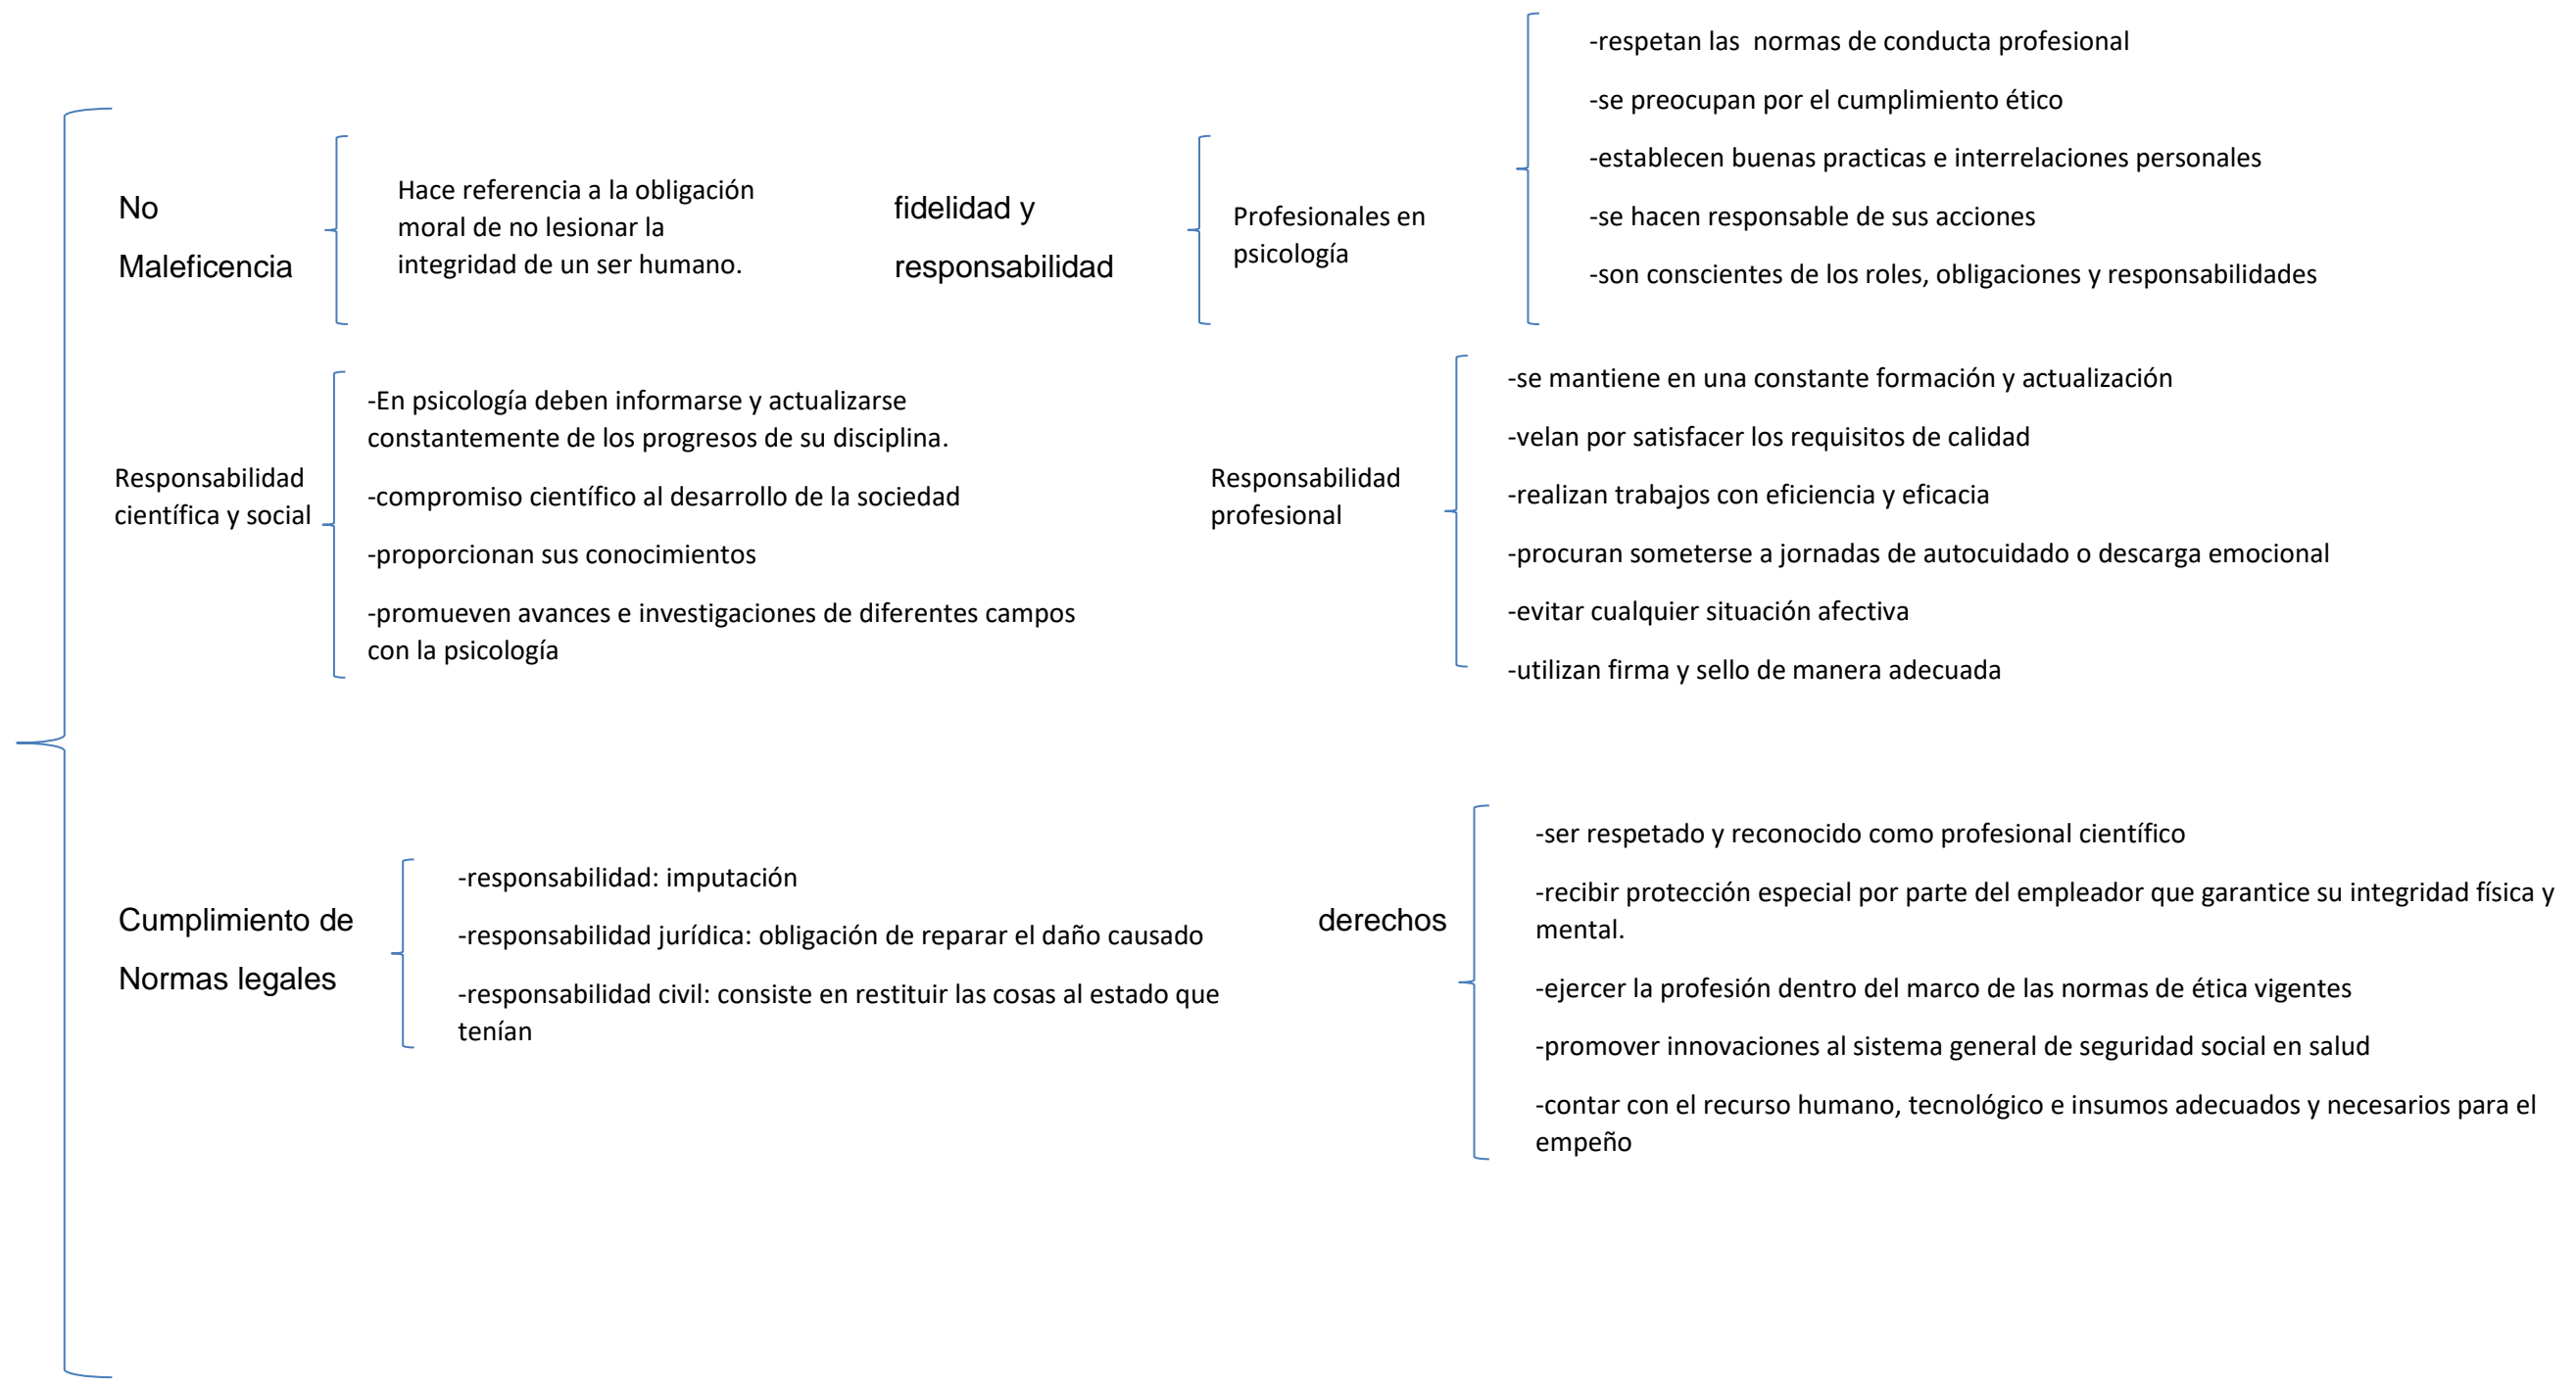 No
Maleficencia
Hace referencia a la obligación
moral de no lesionar la
integridad de un ser humano.
fidelidad y
responsabilidad
Profesionales en
psicología
-respetan las  normas de conducta profesional
-se preocupan por el cumplimiento ético
-establecen buenas practicas e interrelaciones personales
-se hacen responsable de sus acciones
-son conscientes de los roles, obligaciones y responsabilidades
Responsabilidad
científica y social
-En psicología deben informarse y actualizarse
constantemente de los progresos de su disciplina.
-compromiso científico al desarrollo de la sociedad
-proporcionan sus conocimientos
-promueven avances e investigaciones de diferentes campos
con la psicología
Responsabilidad
profesional
-se mantiene en una constante formación y actualización
-velan por satisfacer los requisitos de calidad
-realizan trabajos con eficiencia y eficacia
-procuran someterse a jornadas de autocuidado o descarga emocional
-evitar cualquier situación afectiva
-utilizan firma y sello de manera adecuada
Cumplimiento de
Normas legales
-responsabilidad: imputación
-responsabilidad jurídica: obligación de reparar el daño causado
-responsabilidad civil: consiste en restituir las cosas al estado que
tenían
derechos
-ser respetado y reconocido como profesional científico
-recibir protección especial por parte del empleador que garantice su integridad física y
mental.
-ejercer la profesión dentro del marco de las normas de ética vigentes
-promover innovaciones al sistema general de seguridad social en salud
-contar con el recurso humano, tecnológico e insumos adecuados y necesarios para el
empeño